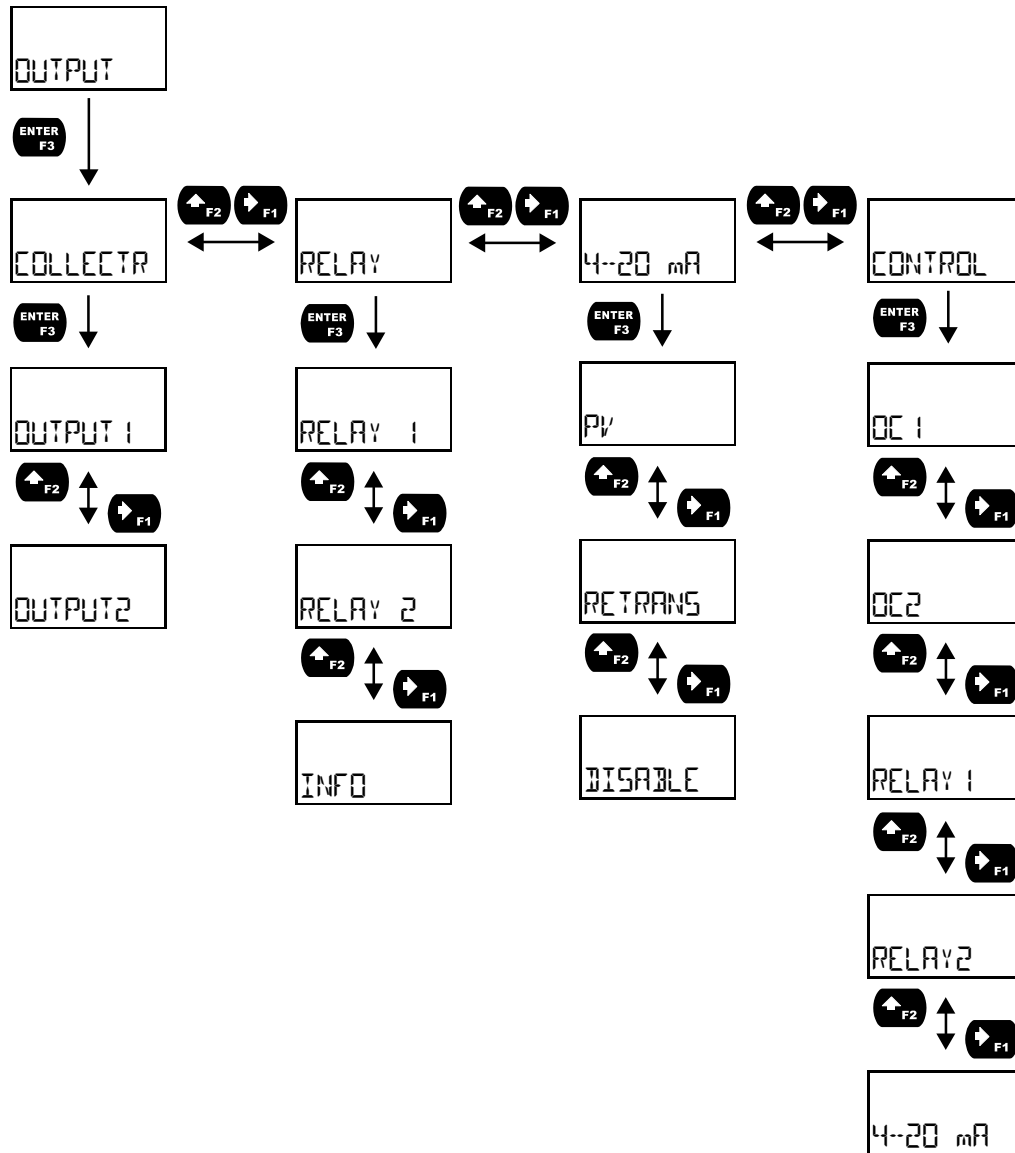 OUTPUT
ENTER
F3
F2 F1 F2 F1 F2 F1
COLLECTR RELAY 4--20 mA CONTROL
ENTER ENTER ENTER ENTER
F3 F3 F3 F3
OUTPUT 1 RELAY 1 PV OC 1
F2 F2 F2 F2
F1 F1 F1 F1
OUTPUT2 RELAY 2 RETRANS OC2
F2 F2 F2
F1 F1 F1
INFO DISABLE RELAY 1
F2
F1
RELAY2
F2
F1
4--20 mA